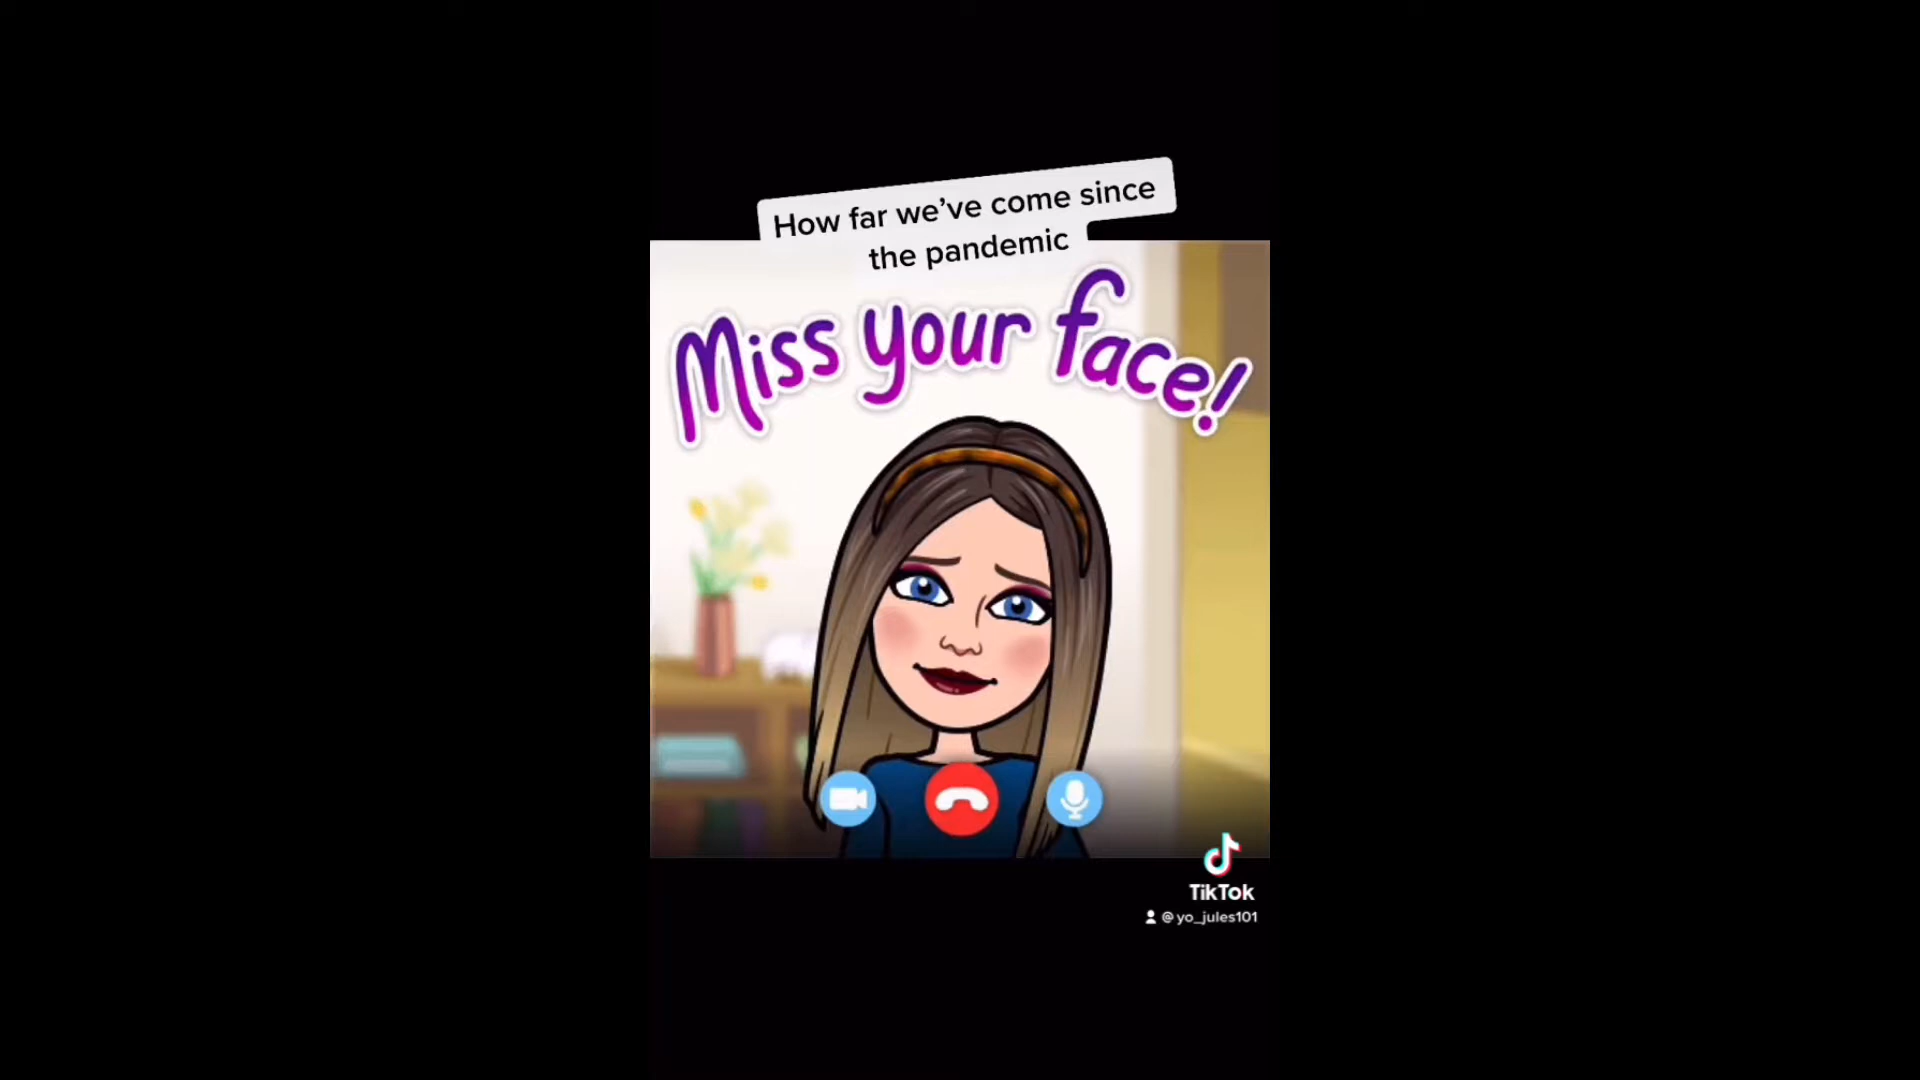 How far we’ve come since
the pandemic
Miss your face!
TikTok
@yo_jules101